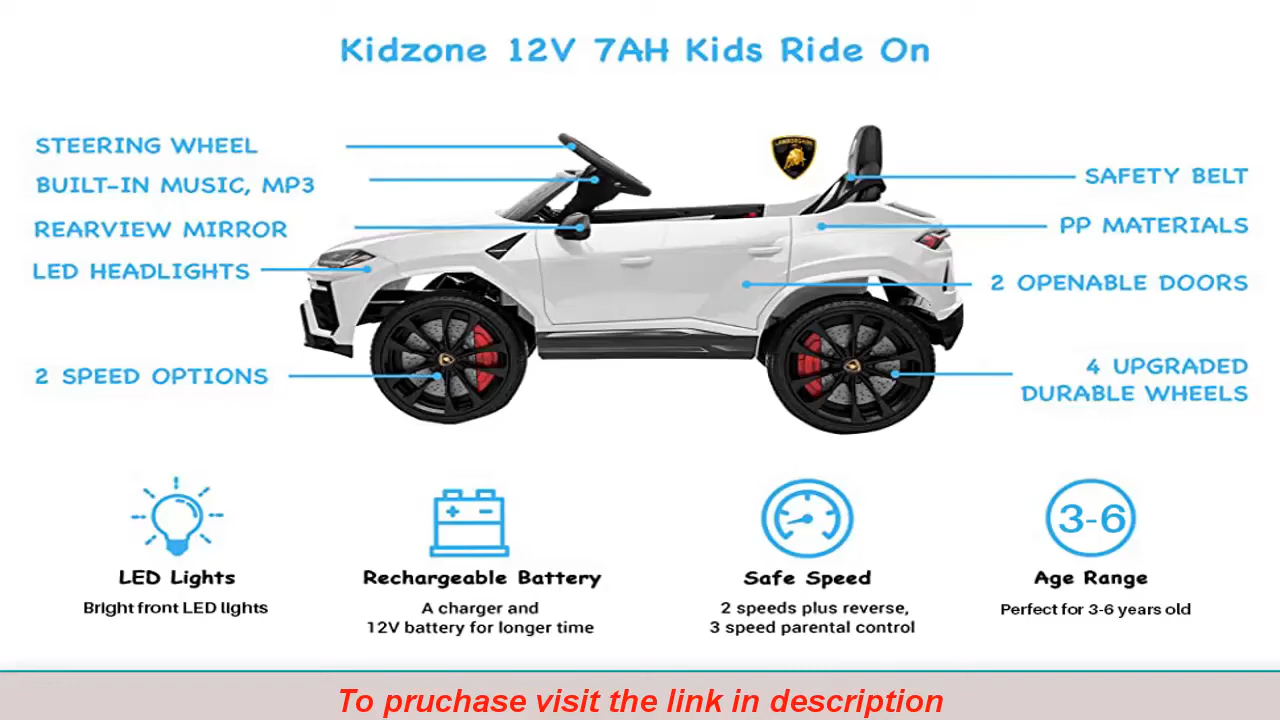 Kidzone 12V 7AH Kids Ride On
STEERING WHEEL
BUILT-IN MUSIC, MP3
REARVIEW MIRROR
LED HEADLIGHTS
2 SPEED OPTIONS
LAMBORGHINI
SAFETY BELT
PP MATERIALS
2 OPENABLE DOORS
4 UPGRADED
DURABLE WHEELS
3-6
LED Lights
Bright front LED lights
Rechargeable Battery
A charger and
12V battery for longer time
Safe Speed
2 speeds plus reverse,
3 speed parental control
Age Range
Perfect for 3-6 years old
To pruchase visit the link in description